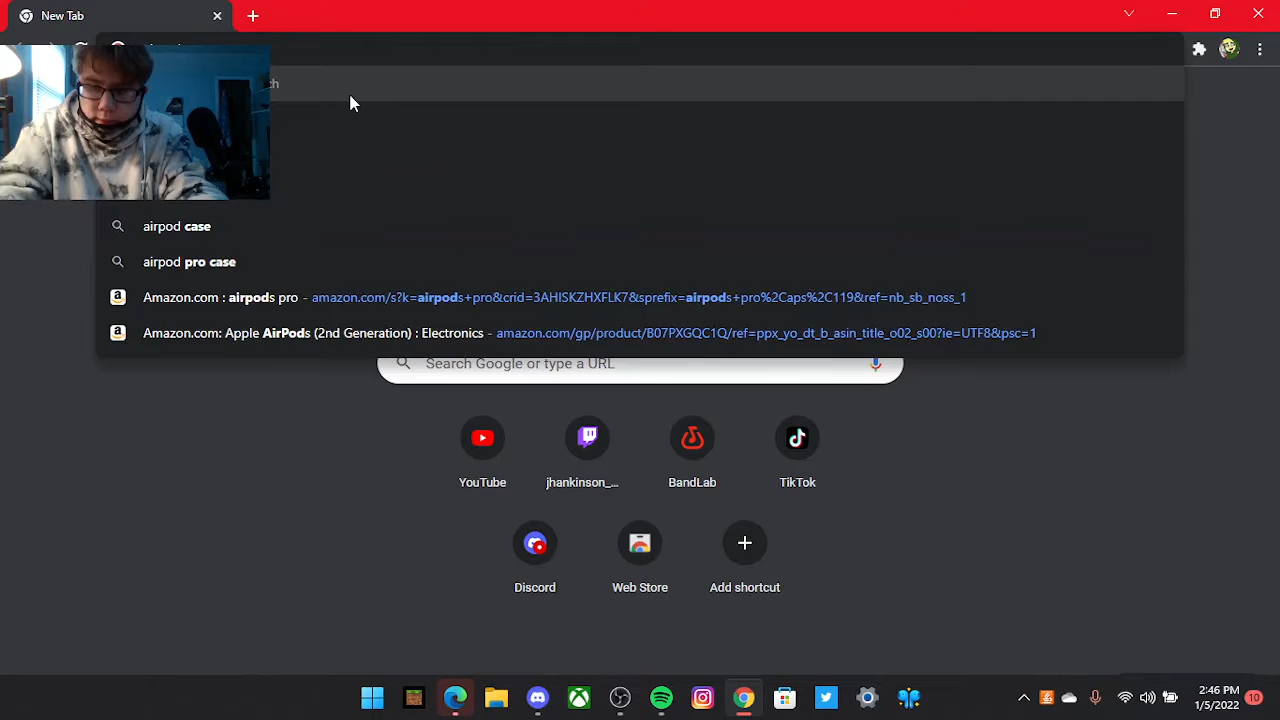 New Tab
ch
airpod case
airpod pro case
Amazon.com : airpods pro - amazon.com/s?k=airpods+pro&crid=3AHISKZHXFLK7&sprefix=airpods+pro%2Caps%2C119&ref=nb_sb_noss_1
Amazon.com: Apple AirPods (2nd Generation) : Electronics - amazon.com/gp/product/B07PXGQC1Q/ref=ppx_yo_dt_b_asin_title_o02_s00?ie=UTF8&psc=1
Search Google or type a URL
YouTube
jhankinson_...
BandLab
TikTok
Discord
Web Store
Add shortcut
2:46 PM
1/5/2022
10